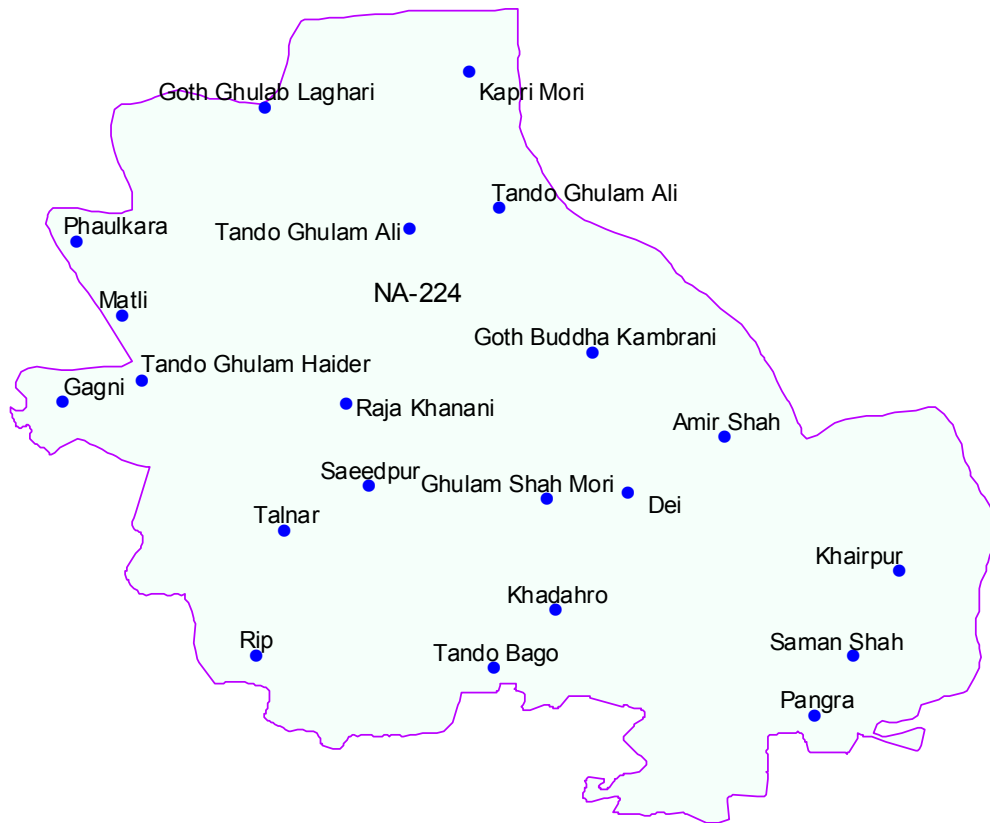 Goth Ghulab Laghari
Kapri Mori
Tando Ghulam Ali
Phaulkara
Tando Ghulam Ali
NA-224
Matli
Goth Buddha Kambrani
Tando Ghulam Haider
Gagni
Raja Khanani
Amir Shah
Saeedpur
Ghulam Shah Mori
Dei
Talnar
Khairpur
Khadahro
Rip
Tando Bago
Saman Shah
Pangra